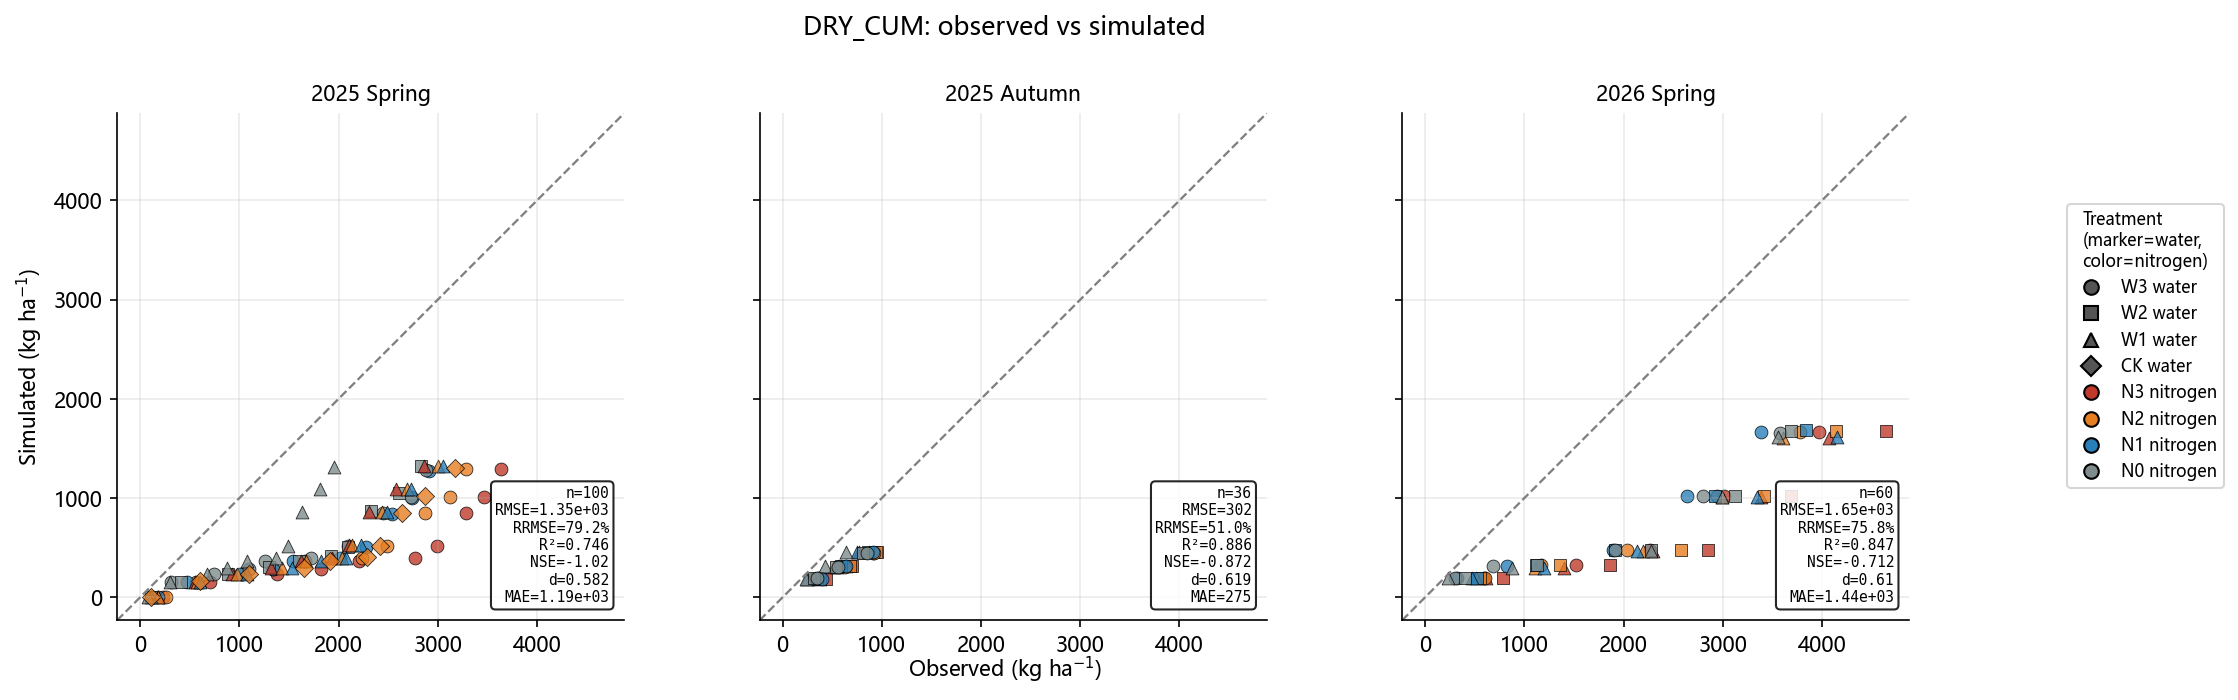 DRY_CUM: observed vs simulated
2025 Spring
2025 Autumn
2026 Spring
Simulated (kg ha⁻¹)
4000
3000
2000
1000
0
n=100
RMSE=1.35e+03
RRMSE=79.2%
R²=0.746
NSE=-1.02
d=0.582
MAE=1.19e+03
n=36
RMSE=302
RRMSE=51.0%
R²=0.886
NSE=-0.872
d=0.619
MAE=275
n=60
RMSE=1.65e+03
RRMSE=75.8%
R²=0.847
NSE=-0.712
d=0.61
MAE=1.44e+03
0 1000 2000 3000 4000
0 1000 2000 3000 4000
0 1000 2000 3000 4000
Observed (kg ha⁻¹)
Treatment
(marker=water,
color=nitrogen)
W3 water
W2 water
W1 water
CK water
N3 nitrogen
N2 nitrogen
N1 nitrogen
N0 nitrogen